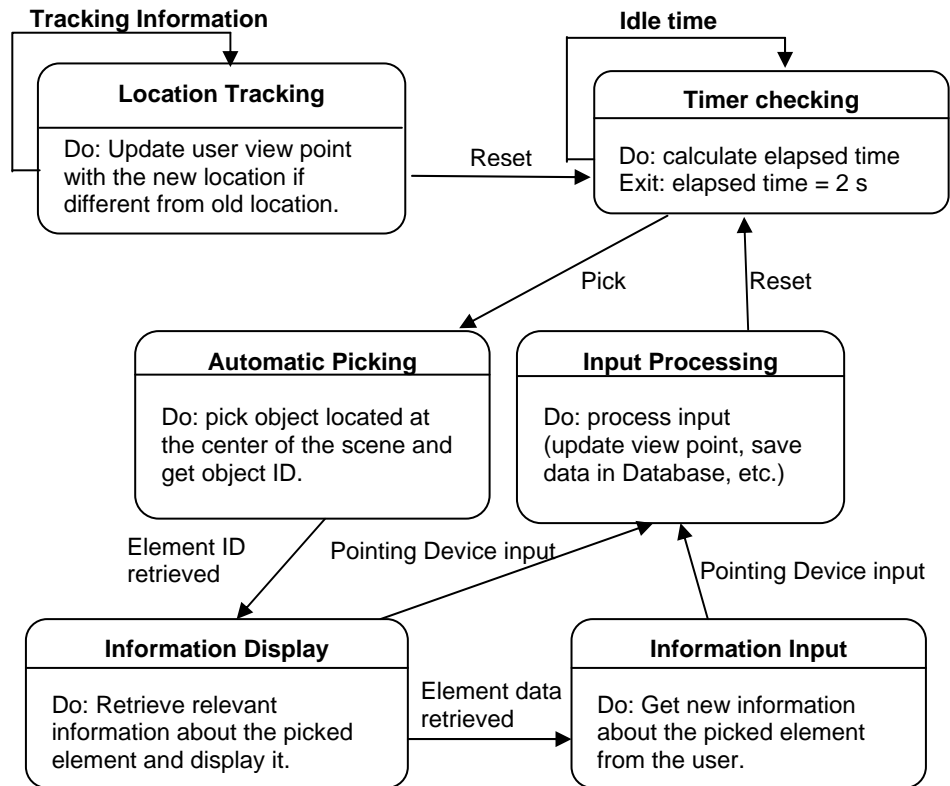 Tracking Information
Idle time
Location Tracking
Do: Update user view point
with the new location if
different from old location.
Reset
Timer checking
Do: calculate elapsed time
Exit: elapsed time = 2 s
Pick
Reset
Automatic Picking
Do: pick object located at
the center of the scene and
get object ID.
Input Processing
Do: process input
(update view point, save
data in Database, etc.)
Element ID
retrieved
Pointing Device input
Pointing Device input
Information Display
Do: Retrieve relevant
information about the picked
element and display it.
Element data
retrieved
Information Input
Do: Get new information
about the picked element
from the user.